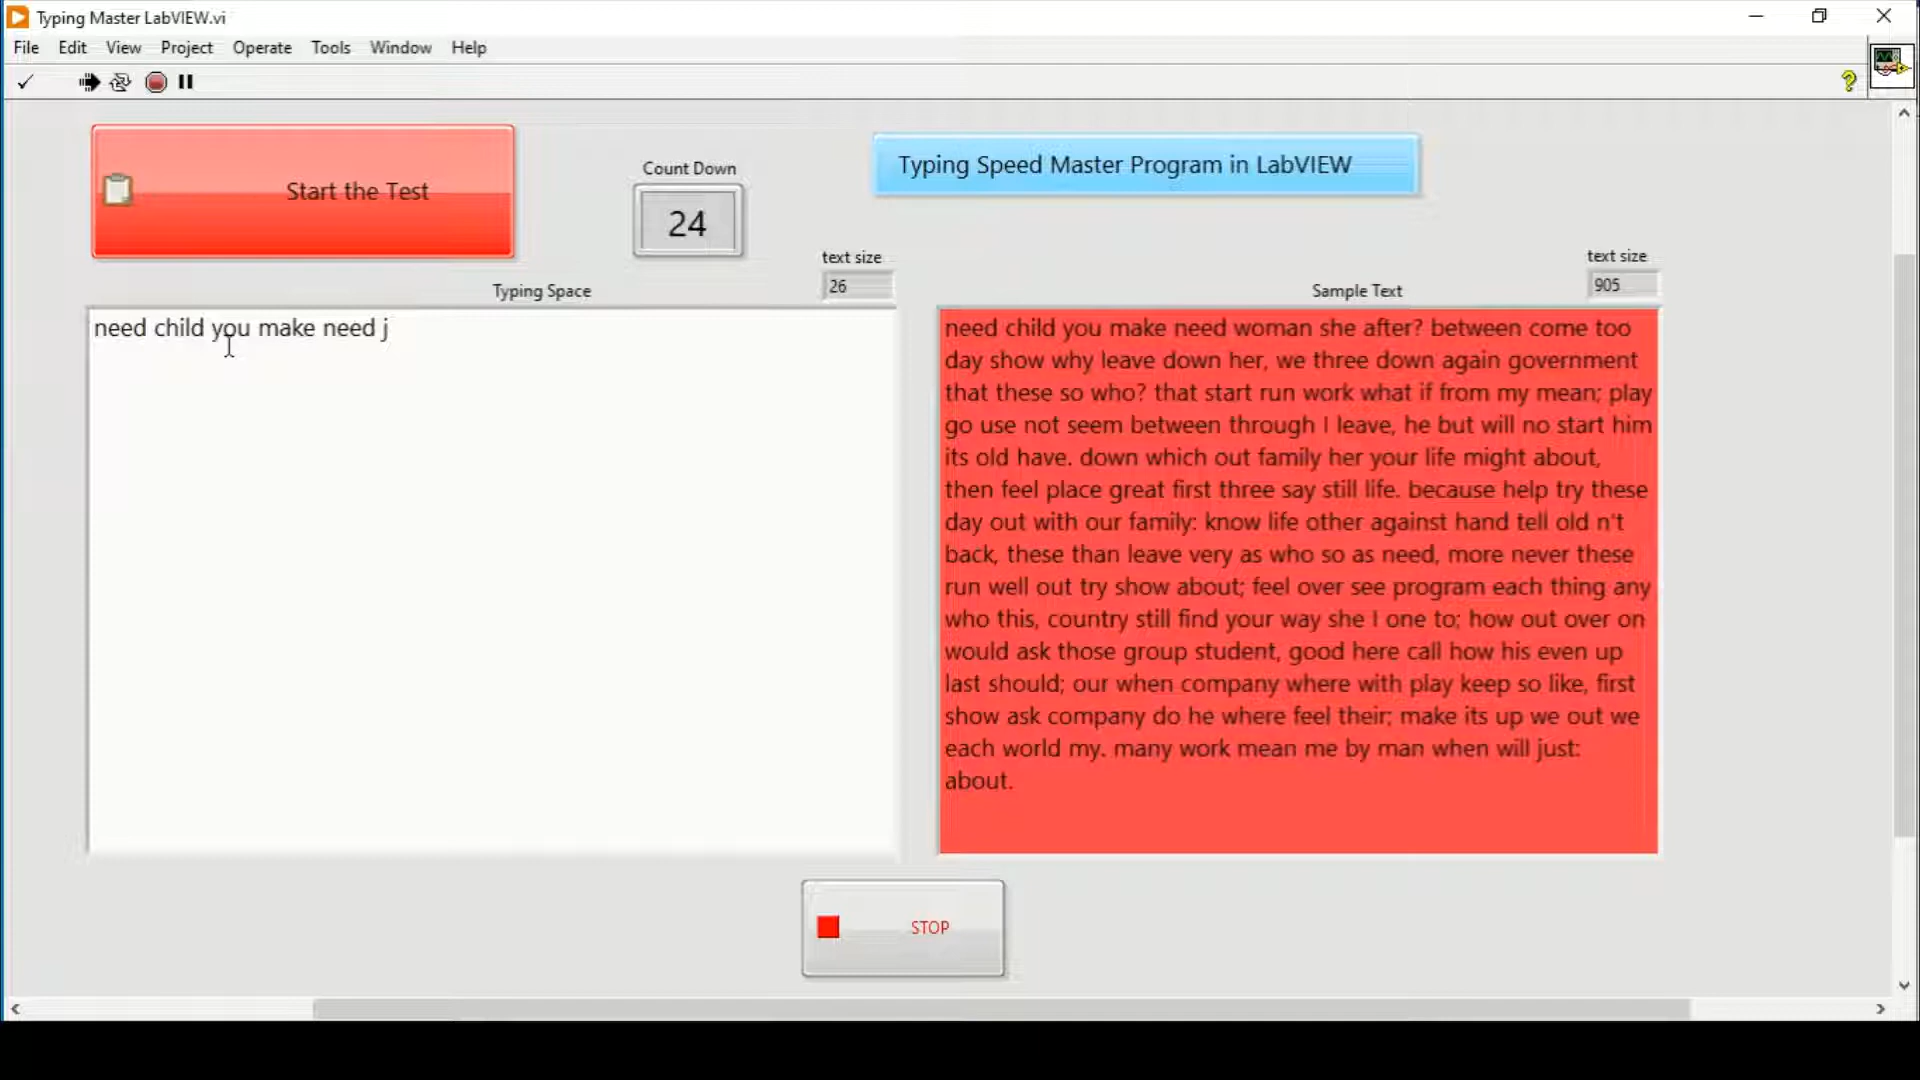 Typing Master LabVIEW.vi
File Edit View Project Operate Tools Window Help
?
Start the Test
Count Down
24
Typing Speed Master Program in LabVIEW
text size
26
text size
905
Typing Space
Sample Text
need child you make need j
need child you make need woman she after? between come too
day show why leave down her, we three down again government
that these so who? that start run work what if from my mean; play
go use not seem between through I leave, he but will no start him
its old have. down which out family her your life might about,
then feel place great first three say still life. because help try these
day out with our family: know life other against hand tell old n't
back, these than leave very as who so as need, more never these
run well out try show about; feel over see program each thing any
who this, country still find your way she I one to; how out over on
would ask those group student, good here call how his even up
last should; our when company where with play keep so like, first
show ask company do he where feel their; make its up we out we
each world my. many work mean me by man when will just:
about.
STOP